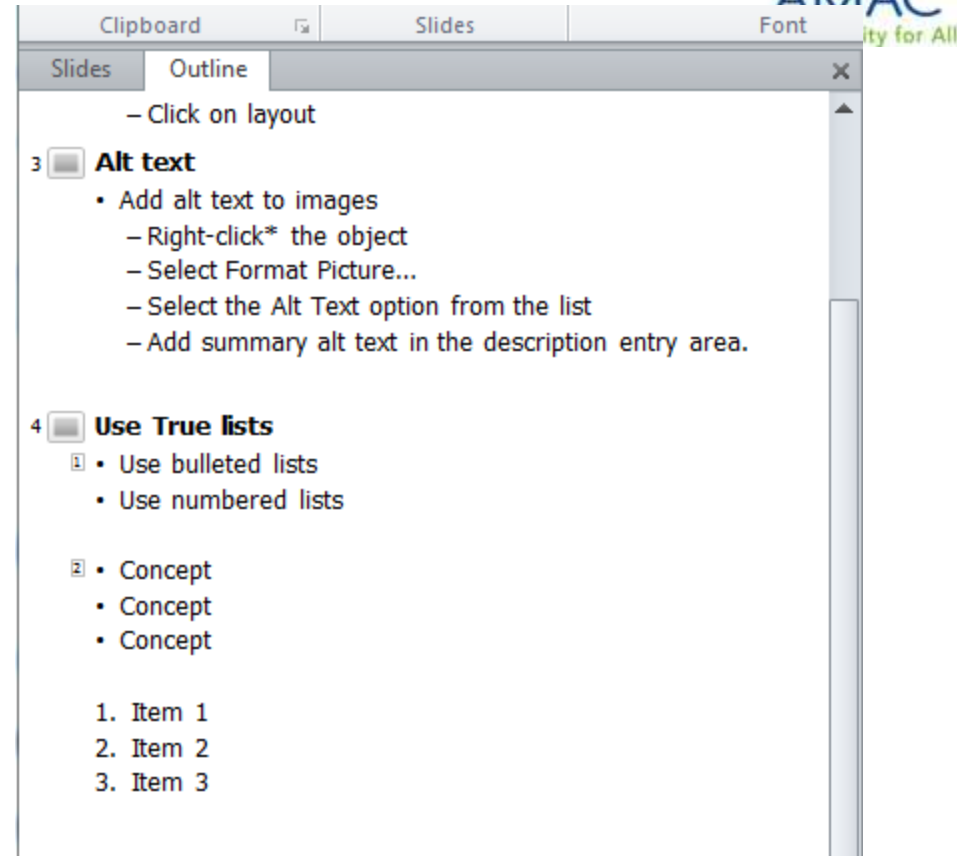 AMAC
ity for All
Clipboard Slides Font
Slides Outline
– Click on layout
3 Alt text
• Add alt text to images
– Right-click* the object
– Select Format Picture...
– Select the Alt Text option from the list
– Add summary alt text in the description entry area.
4 Use True lists
1 • Use bulleted lists
• Use numbered lists
2 • Concept
• Concept
• Concept
1. Item 1
2. Item 2
3. Item 3